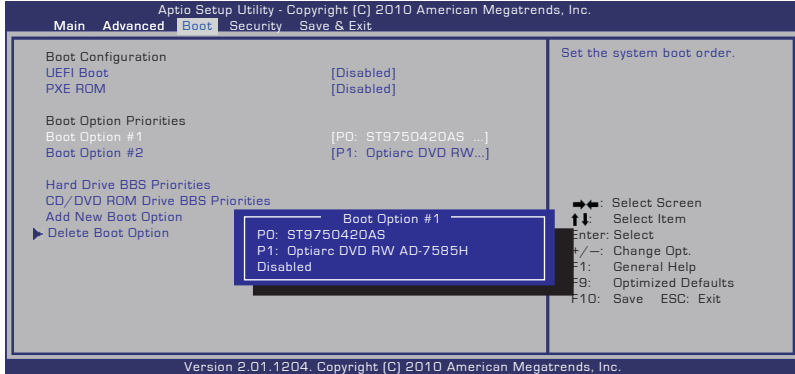 Aptio Setup Utility - Copyright (C) 2010 American Megatrends, Inc.
Main Advanced Boot Security Save & Exit
Boot Configuration
UEFI Boot [Disabled]
PXE ROM [Disabled]
Boot Option Priorities
Boot Option #1 [P0: ST9750420AS ...]
Boot Option #2 [P1: Optiarc DVD RW...]
Hard Drive BBS Priorities
CD/DVD ROM Drive BBS Priorities
Add New Boot Option
Delete Boot Option
Boot Option #1
P0: ST9750420AS
P1: Optiarc DVD RW AD-7585H
Disabled
Set the system boot order.
→←: Select Screen
↑↓: Select Item
Enter: Select
+/—: Change Opt.
F1: General Help
F9: Optimized Defaults
F10: Save ESC: Exit
Version 2.01.1204. Copyright (C) 2010 American Megatrends, Inc.